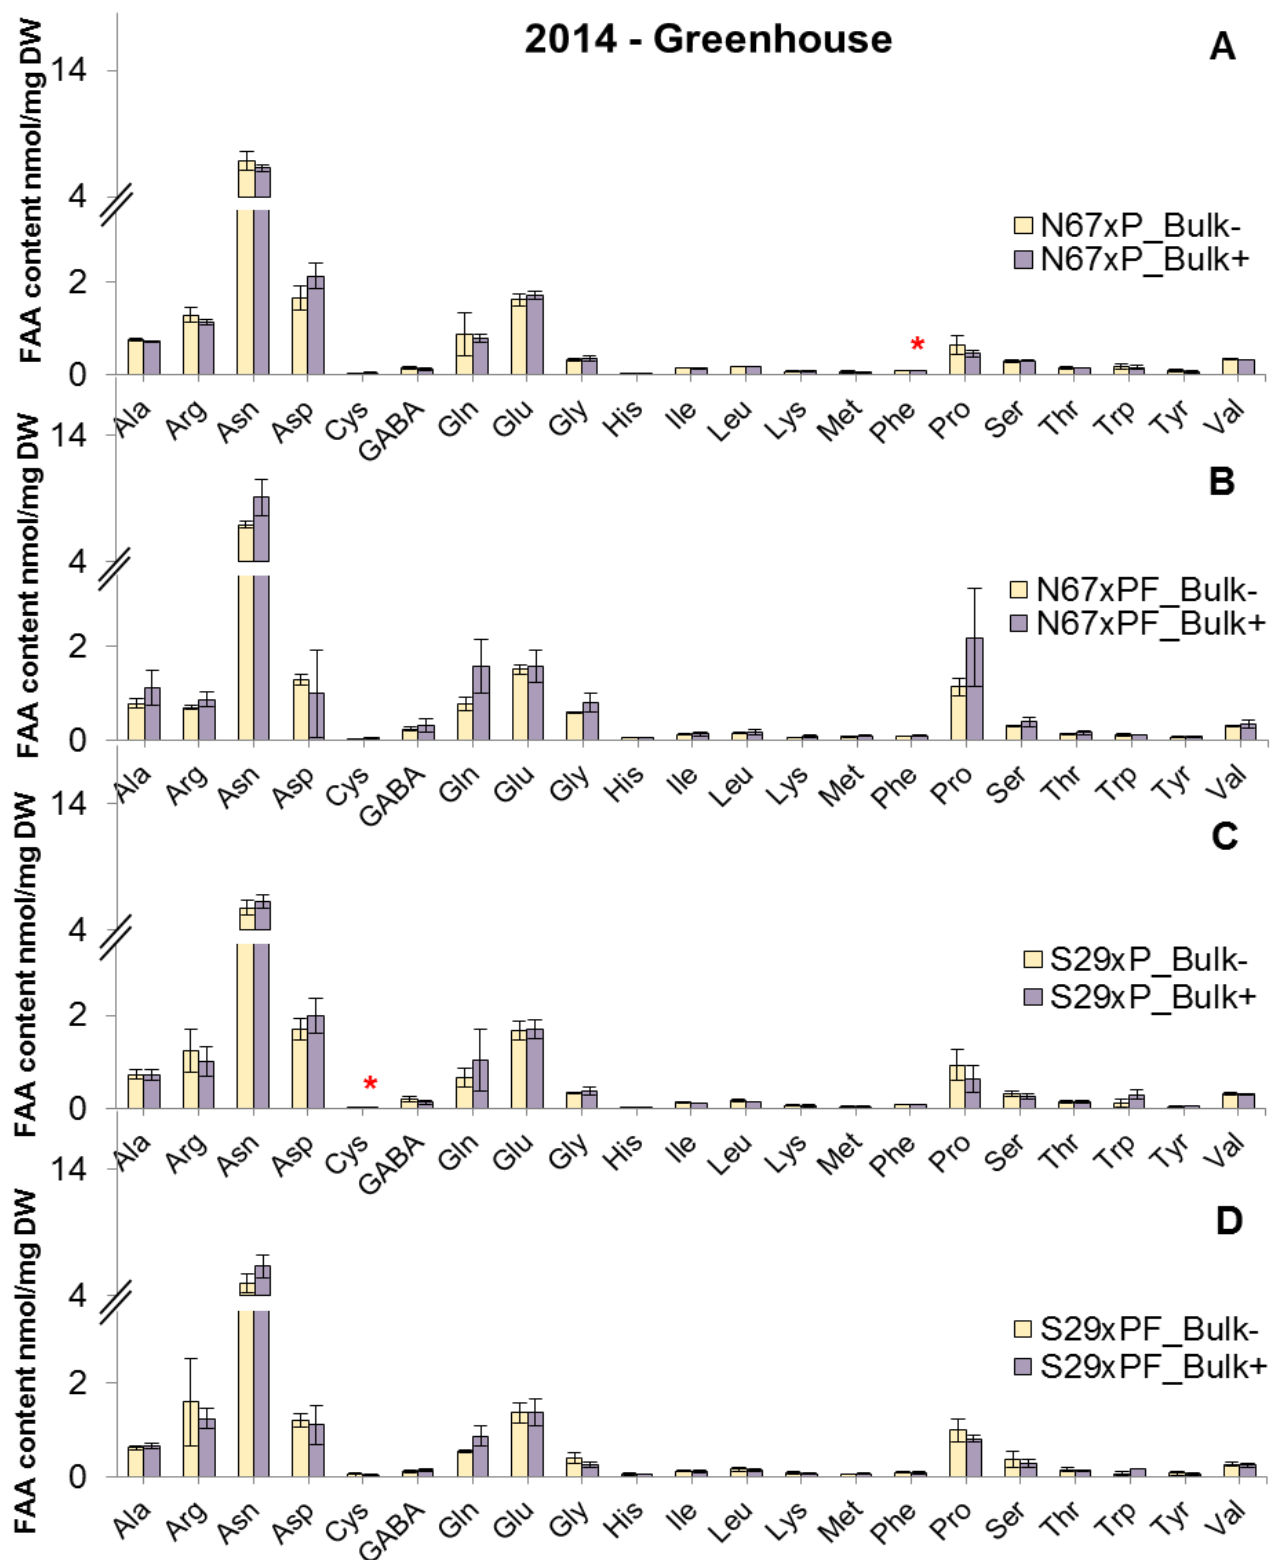 2014 - Greenhouse
A
FAA content nmol/mg DW
14
4
2
0
N67xP_Bulk-
N67xP_Bulk+
*
Ala Arg Asn Asp Cys GABA Gln Glu Gly His Ile Leu Lys Met Phe Pro Ser Thr Trp Tyr Val
B
FAA content nmol/mg DW
14
4
2
0
N67xPF_Bulk-
N67xPF_Bulk+
Ala Arg Asn Asp Cys GABA Gln Glu Gly His Ile Leu Lys Met Phe Pro Ser Thr Trp Tyr Val
C
FAA content nmol/mg DW
14
4
2
0
S29xP_Bulk-
S29xP_Bulk+
*
Ala Arg Asn Asp Cys GABA Gln Glu Gly His Ile Leu Lys Met Phe Pro Ser Thr Trp Tyr Val
D
FAA content nmol/mg DW
14
4
2
0
S29xPF_Bulk-
S29xPF_Bulk+
Ala Arg Asn Asp Cys GABA Gln Glu Gly His Ile Leu Lys Met Phe Pro Ser Thr Trp Tyr Val